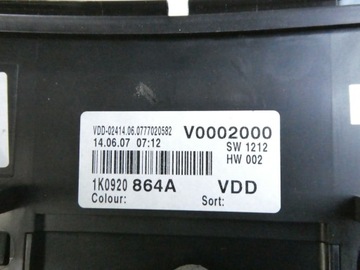 VDD-02414.06.0777020582 V0002000
14.06.07 07:12 SW 1212
HW 002
1K0920 864A VDD
Colour: Sort: